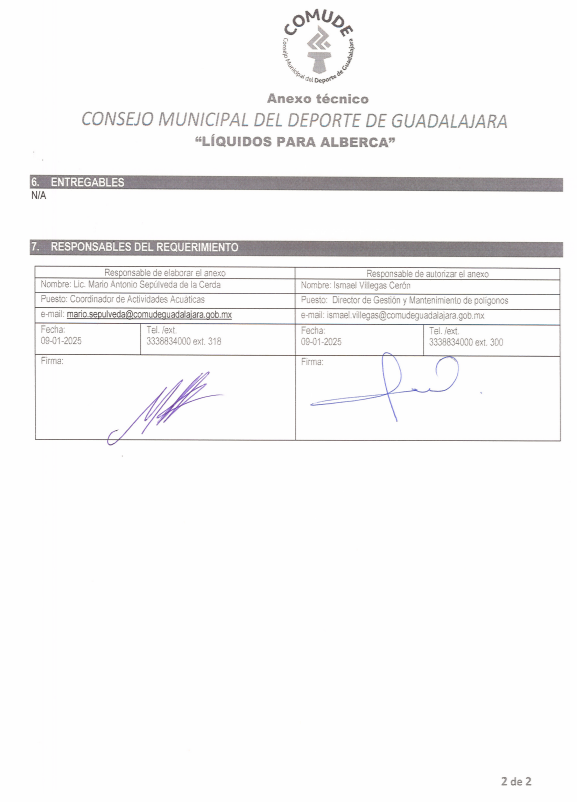 COMUDE
Consejo Municipal del Deporte de Guadalajara
Anexo técnico
CONSEJO MUNICIPAL DEL DEPORTE DE GUADALAJARA
“LÍQUIDOS PARA ALBERCA”
6. ENTREGABLES
N/A
7. RESPONSABLES DEL REQUERIMIENTO
Responsable de elaborar el anexo
Nombre: Lic. Mario Antonio Sepúlveda de la Cerda
Puesto: Coordinador de Actividades Acuáticas
e-mail: mario.sepulveda@comudeguadalajara.gob.mx
Fecha:
09-01-2025
Tel. /ext.
3338834000 ext. 318
Firma:
Responsable de autorizar el anexo
Nombre: Ismael Villegas Cerón
Puesto: Director de Gestión y Mantenimiento de polígonos
e-mail: ismael.villegas@comudeguadalajara.gob.mx
Fecha:
09-01-2025
Tel. /ext.
3338834000 ext. 300
Firma:
2 de 2